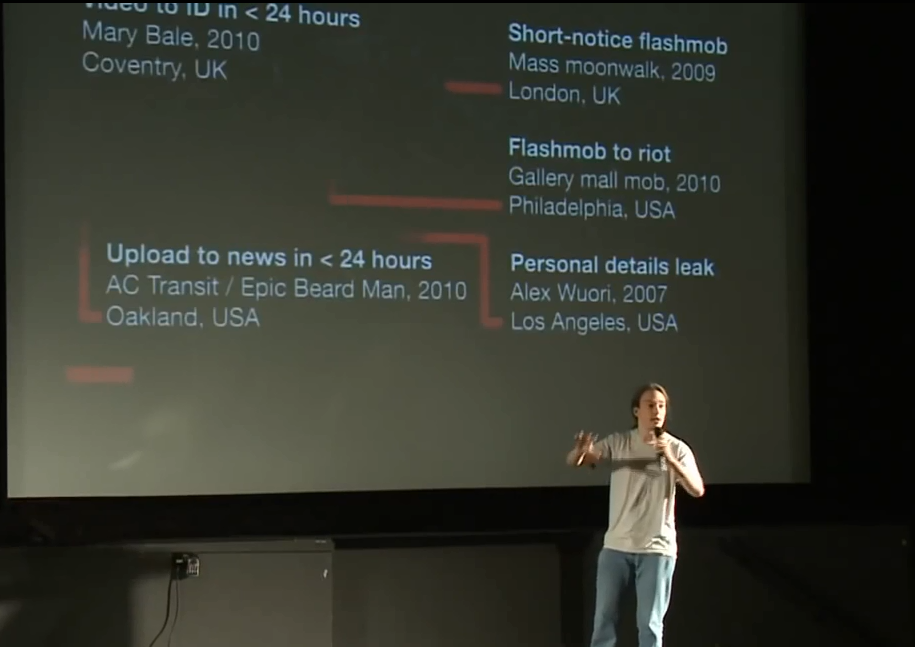 Video to ID in < 24 hours
Mary Bale, 2010
Coventry, UK
Short-notice flashmob
Mass moonwalk, 2009
London, UK
Flashmob to riot
Gallery mall mob, 2010
Philadelphia, USA
Upload to news in < 24 hours
AC Transit / Epic Beard Man, 2010
Oakland, USA
Personal details leak
Alex Wuori, 2007
Los Angeles, USA